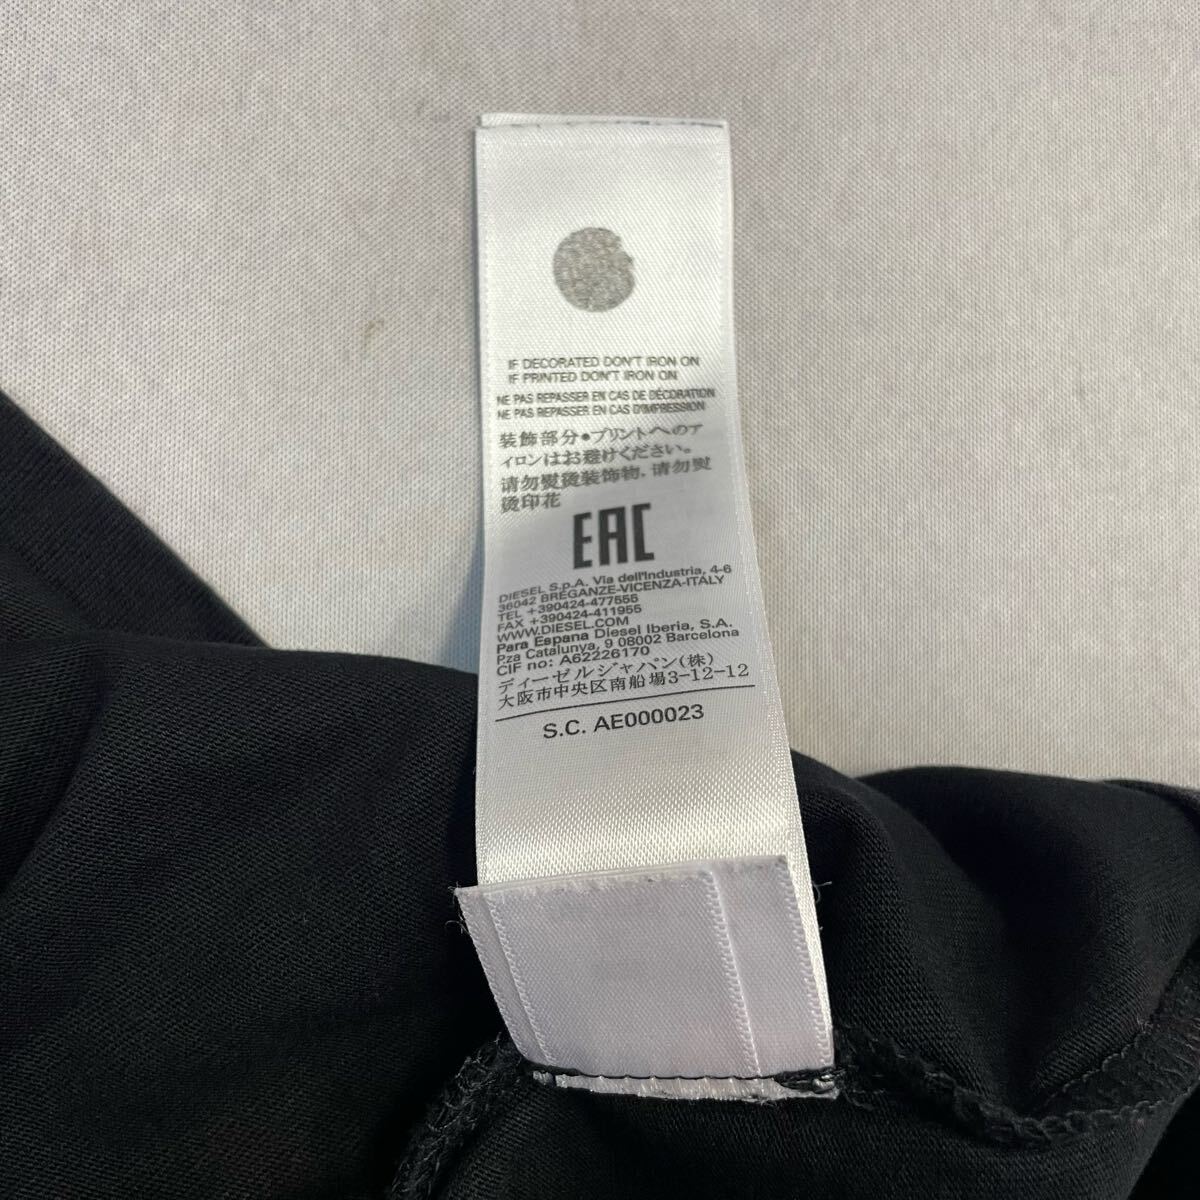 IF DECORATED DON'T IRON ON
IF PRINTED DON'T IRON ON
NE PAS REPASSER EN CAS DE DÉCORATION
NE PAS REPASSER EN CAS D'IMPRESSION
装飾部分●プリントへのア
イロンはお避けください。
请勿熨烫装饰物，请勿熨
烫印花
EAC
DIESEL S.p.A. Via dell'Industria, 4-6
36042 BREGANZE-VICENZA-ITALY
TEL +390424-477555
FAX +390424-411955
WWW.DIESEL.COM
Para Espana Diesel Iberia, S.A.
Pza Catalunya, 9 08002 Barcelona
CIF no: A62226170
ディーゼルジャパン(株)
大阪市中央区南船場3-12-12
S.C. AE000023